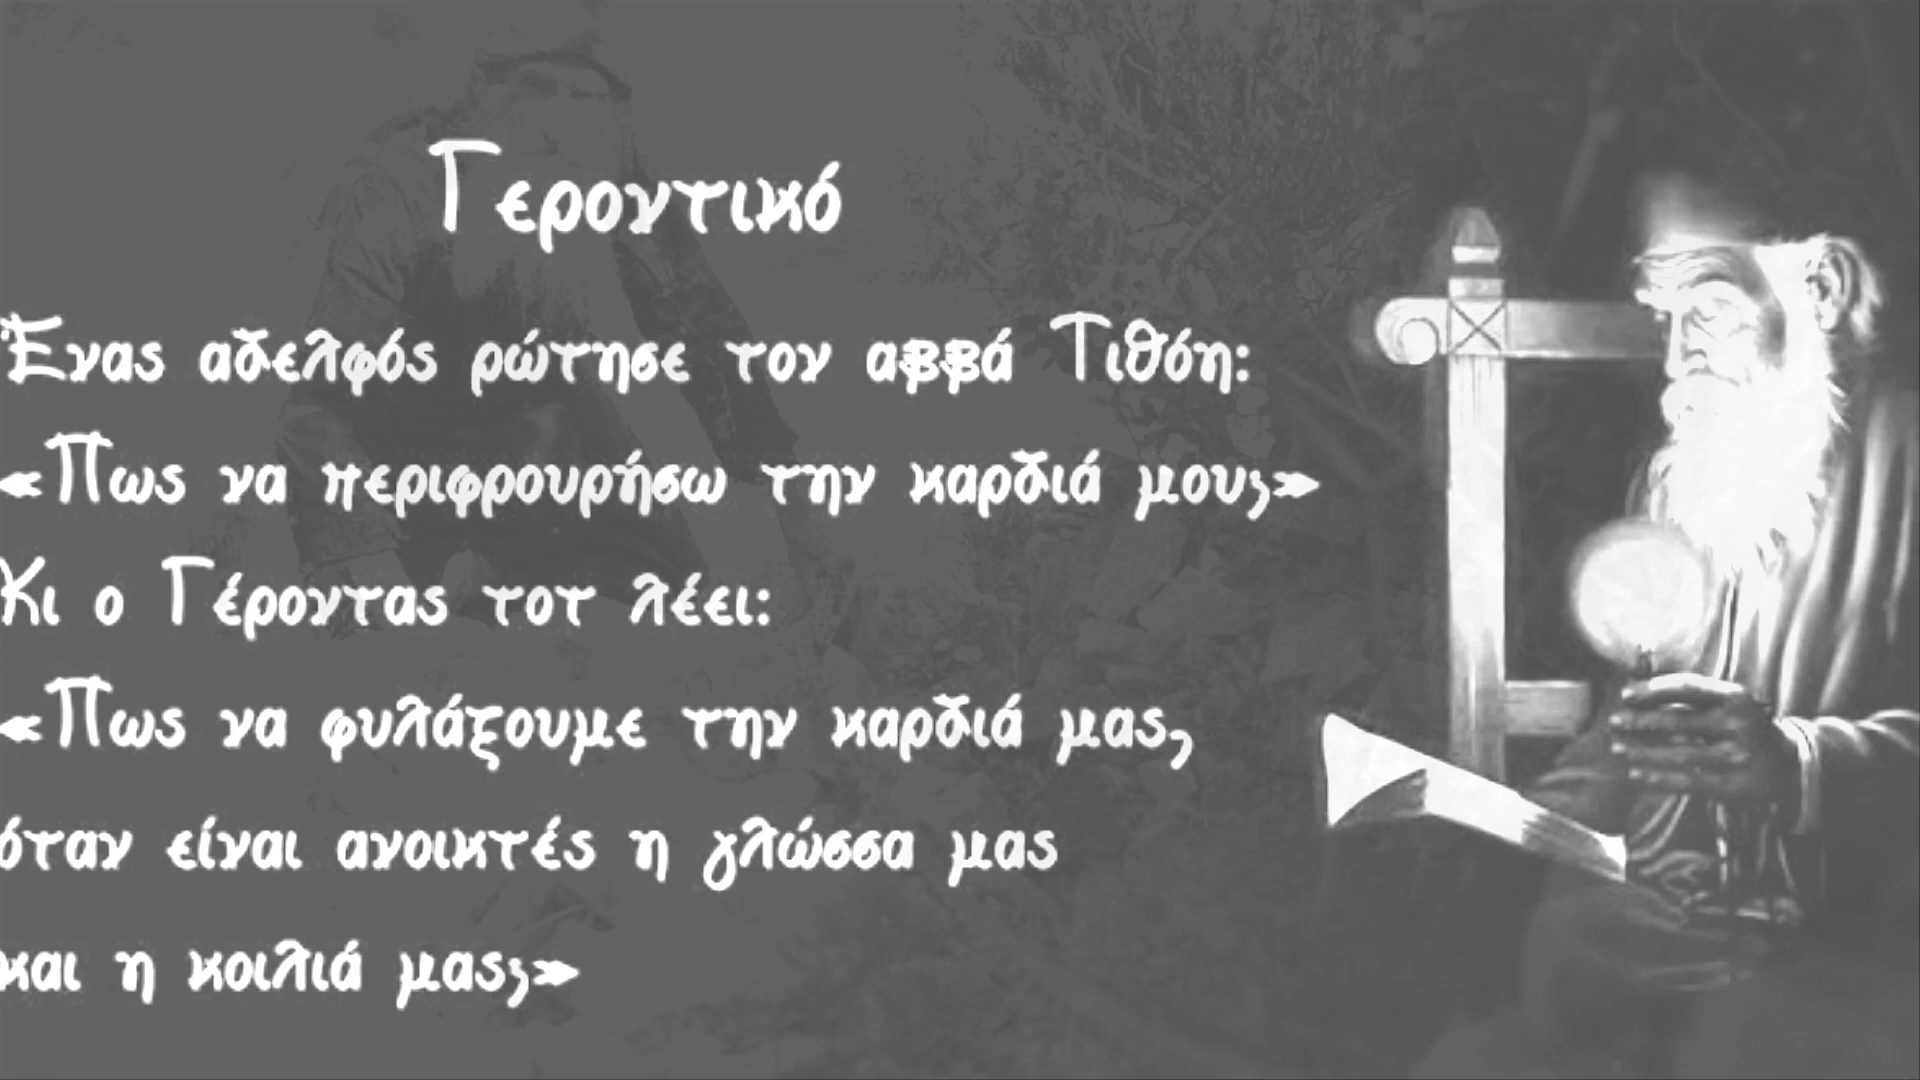 Γεροντικό
Ένας αδελφός ρώτησε τον αββά Τιθόη:
«Πως να περιφρουρήσω την καρδιά μου;»
Κι ο Γέροντας τοτ λέει:
«Πως να φυλάξουμε την καρδιά μας,
όταν είναι ανοικτές η γλώσσα μας
και η κοιλιά μας;»